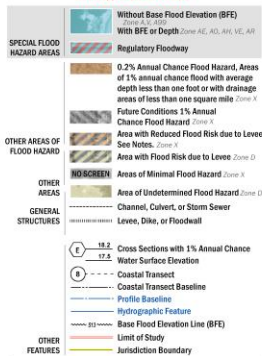 Without Base Flood Elevation (BFE)
Zone A,V, A99
With BFE or Depth Zone AE, AO, AH, VE, AR
SPECIAL FLOOD
HAZARD AREAS
Regulatory Floodway
0.2% Annual Chance Flood Hazard, Areas
of 1% annual chance flood with average
depth less than one foot or with drainage
areas of less than one square mile Zone X
Future Conditions 1% Annual
Chance Flood Hazard Zone X
OTHER AREAS OF
FLOOD HAZARD
Area with Reduced Flood Risk due to Levee
See Notes. Zone X
Area with Flood Risk due to Levee Zone D
NO SCREEN Areas of Minimal Flood Hazard Zone X
OTHER
AREAS
Area of Undetermined Flood Hazard Zone D
GENERAL
STRUCTURES
Channel, Culvert, or Storm Sewer
Levee, Dike, or Floodwall
E 18.2 Cross Sections with 1% Annual Chance
17.5 Water Surface Elevation
8 Coastal Transect
Coastal Transect Baseline
Profile Baseline
Hydrographic Feature
513 Base Flood Elevation Line (BFE)
OTHER
FEATURES
Limit of Study
Jurisdiction Boundary